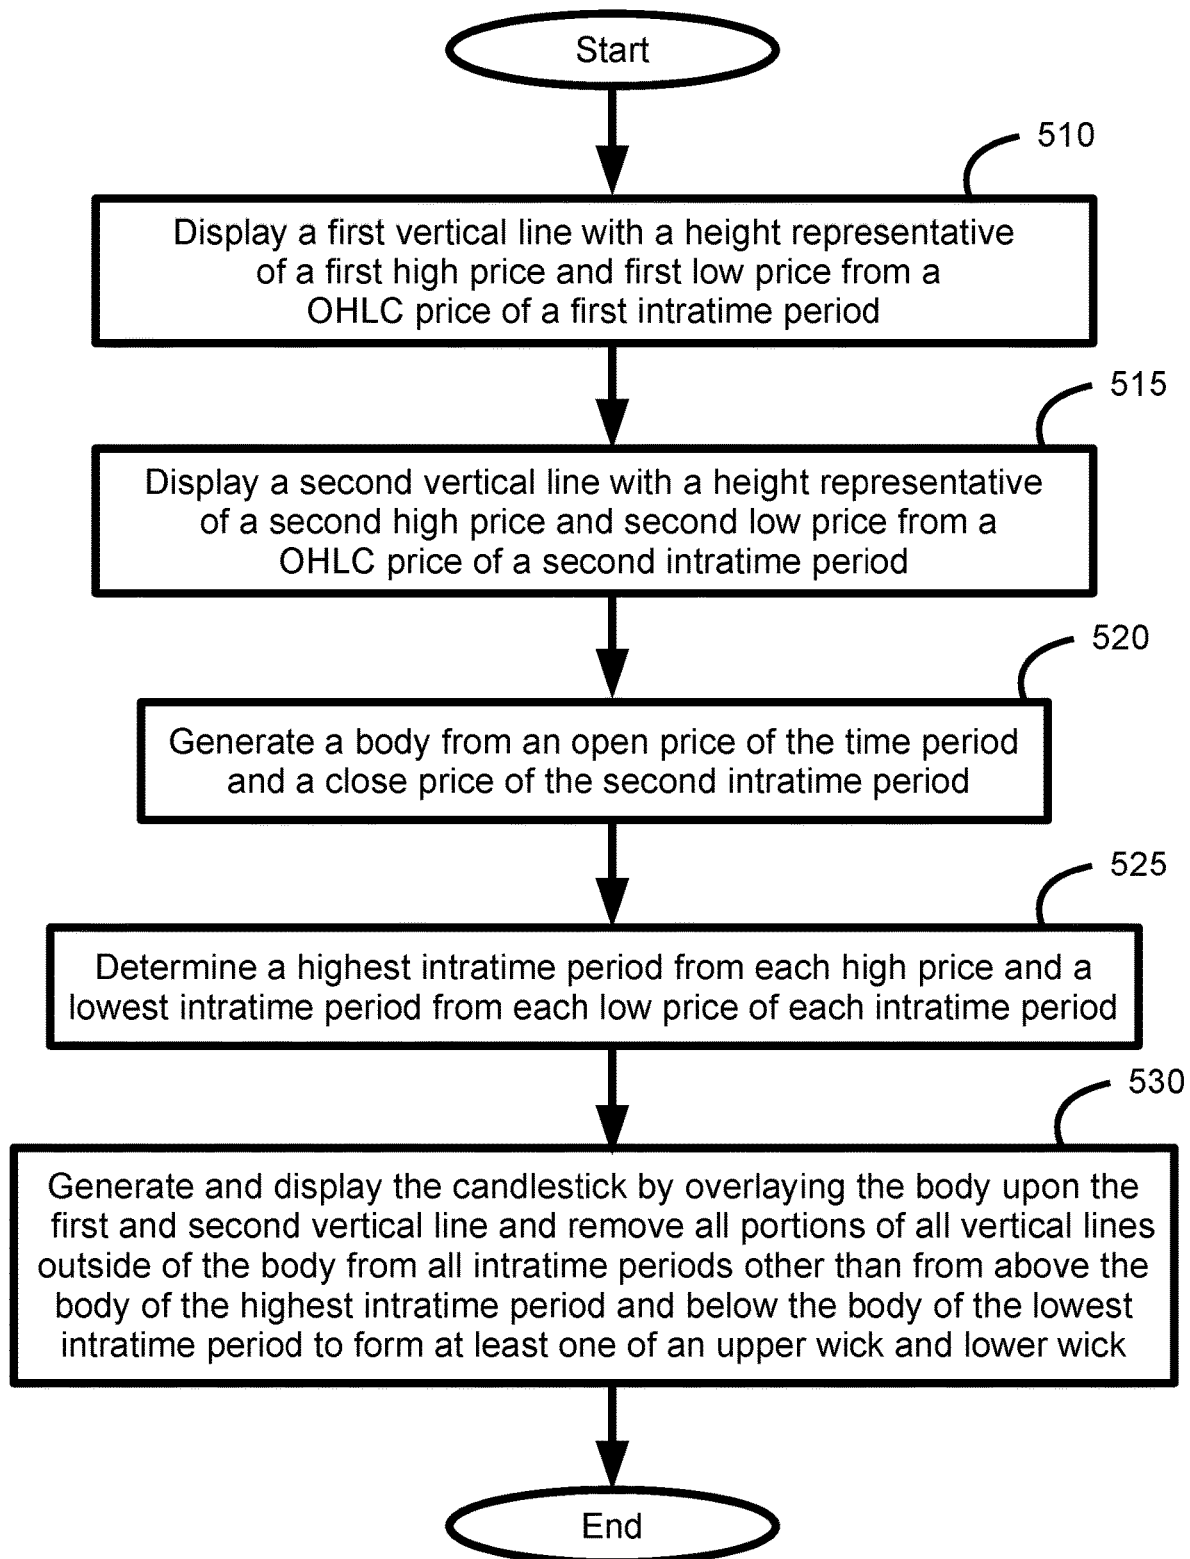 Start
510
Display a first vertical line with a height representative
of a first high price and first low price from a
OHLC price of a first intratime period
515
Display a second vertical line with a height representative
of a second high price and second low price from a
OHLC price of a second intratime period
520
Generate a body from an open price of the time period
and a close price of the second intratime period
525
Determine a highest intratime period from each high price and a
lowest intratime period from each low price of each intratime period
530
Generate and display the candlestick by overlaying the body upon the
first and second vertical line and remove all portions of all vertical lines
outside of the body from all intratime periods other than from above the
body of the highest intratime period and below the body of the lowest
intratime period to form at least one of an upper wick and lower wick
End